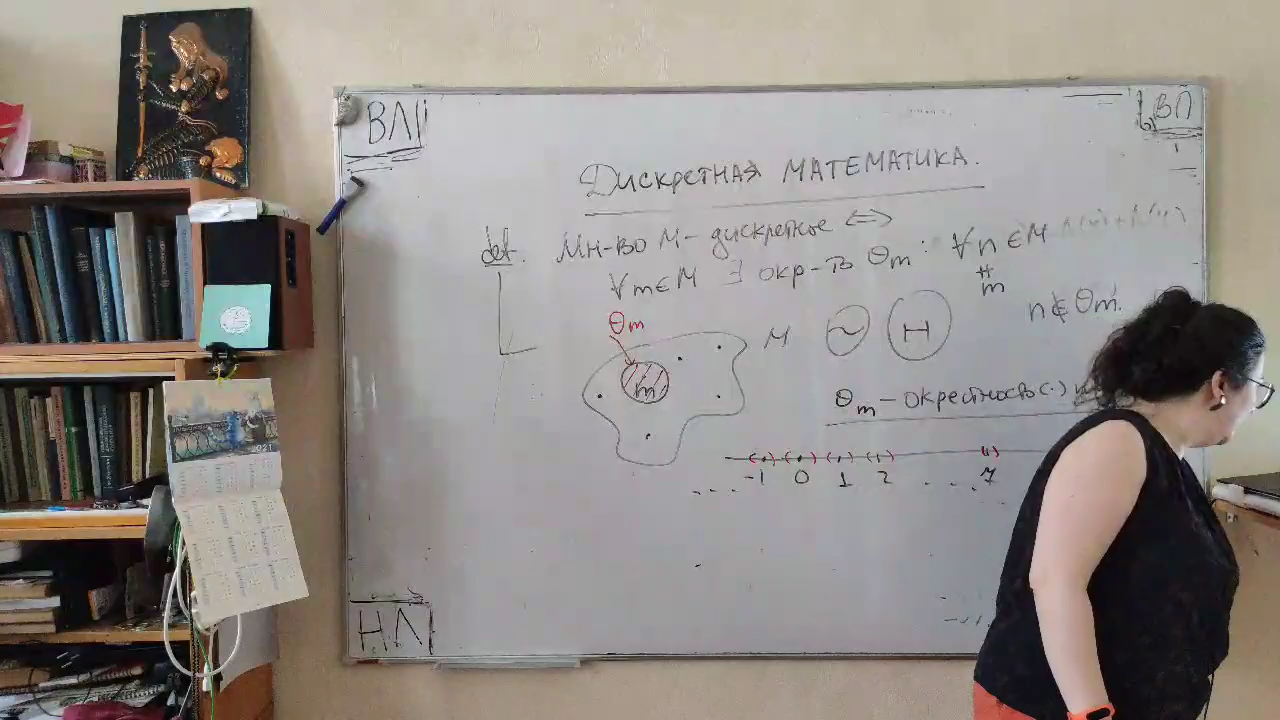 ВЛ
ВП
Дискретная математика.
def. Мн-во М - дискретное <=>
∀m∈M ∃ окр-ть Θm : ∀n∈M
≠
m
n∉Θm.
Θm
m
М
~
Н
Θm - окрестность (·)
... -1 0 1 2 .... 7
НЛ